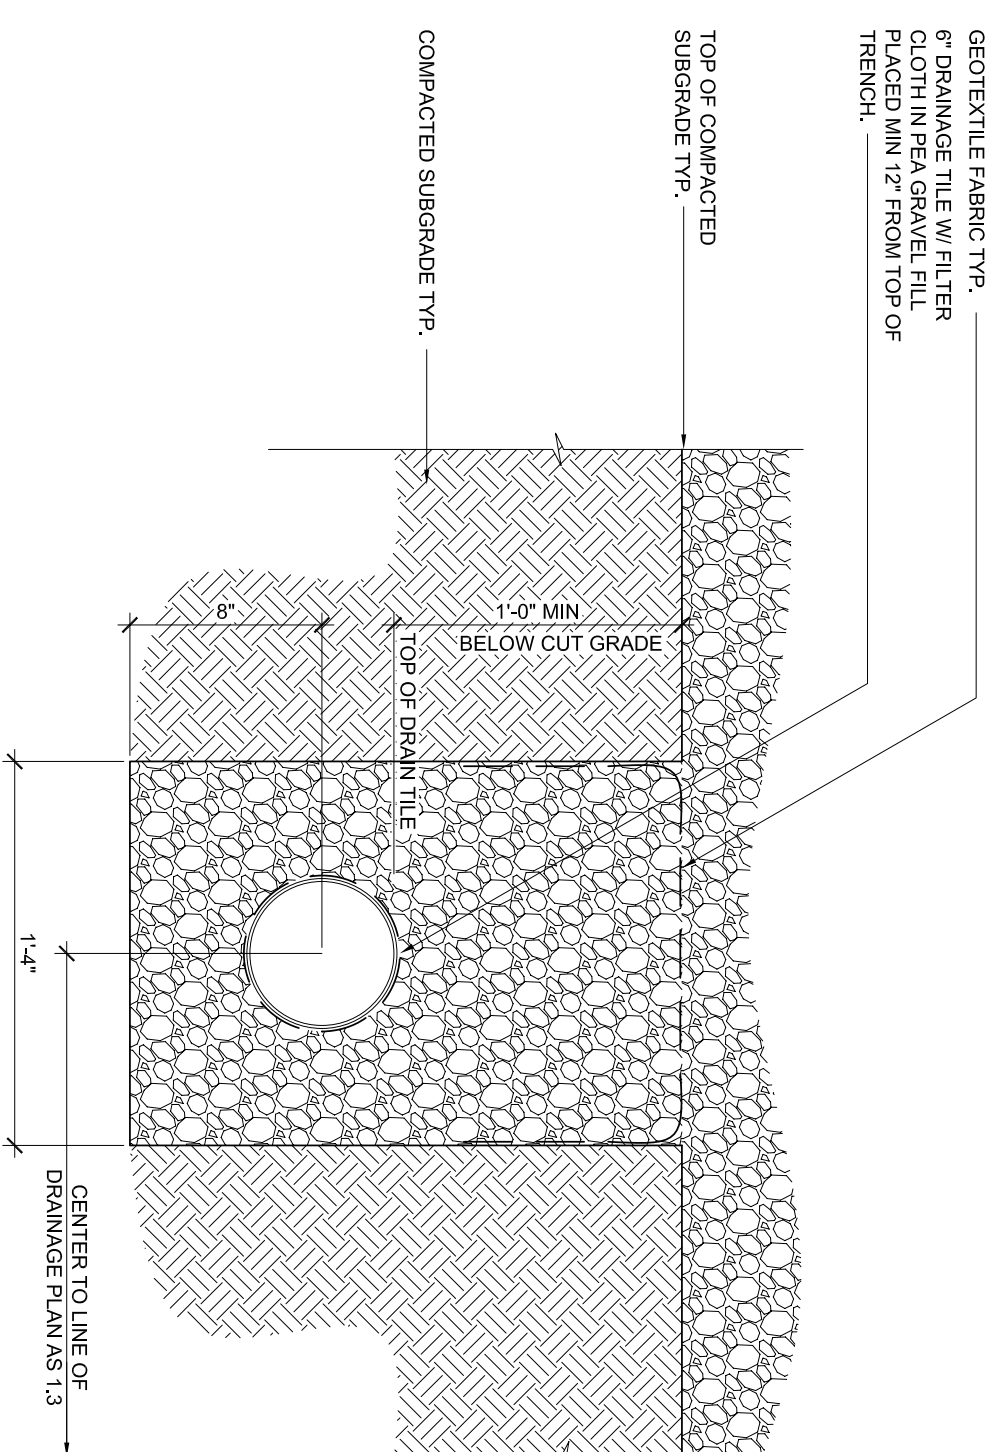 GEOTEXTILE FABRIC TYP.
6" DRAINAGE TILE W/ FILTER
CLOTH IN PEA GRAVEL FILL
PLACED MIN 12" FROM TOP OF
TRENCH.
TOP OF COMPACTED
SUBGRADE TYP.
COMPACTED SUBGRADE TYP.
1'-0" MIN
BELOW CUT GRADE
8"
TOP OF DRAIN TILE
1'-4"
CENTER TO LINE OF
DRAINAGE PLAN AS 1.3